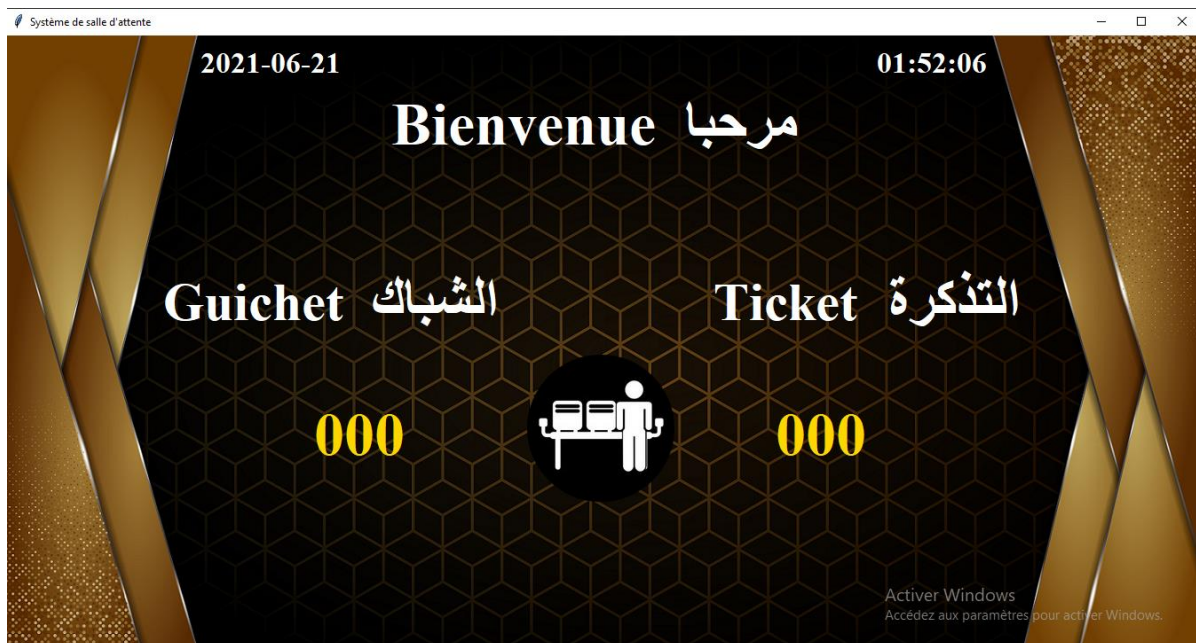 Système de salle d'attente
2021-06-21 01:52:06
Bienvenue مرحبا
Guichet الشباك Ticket التذكرة
000 000
Activer Windows
Accédez aux paramètres pour activer Windows.